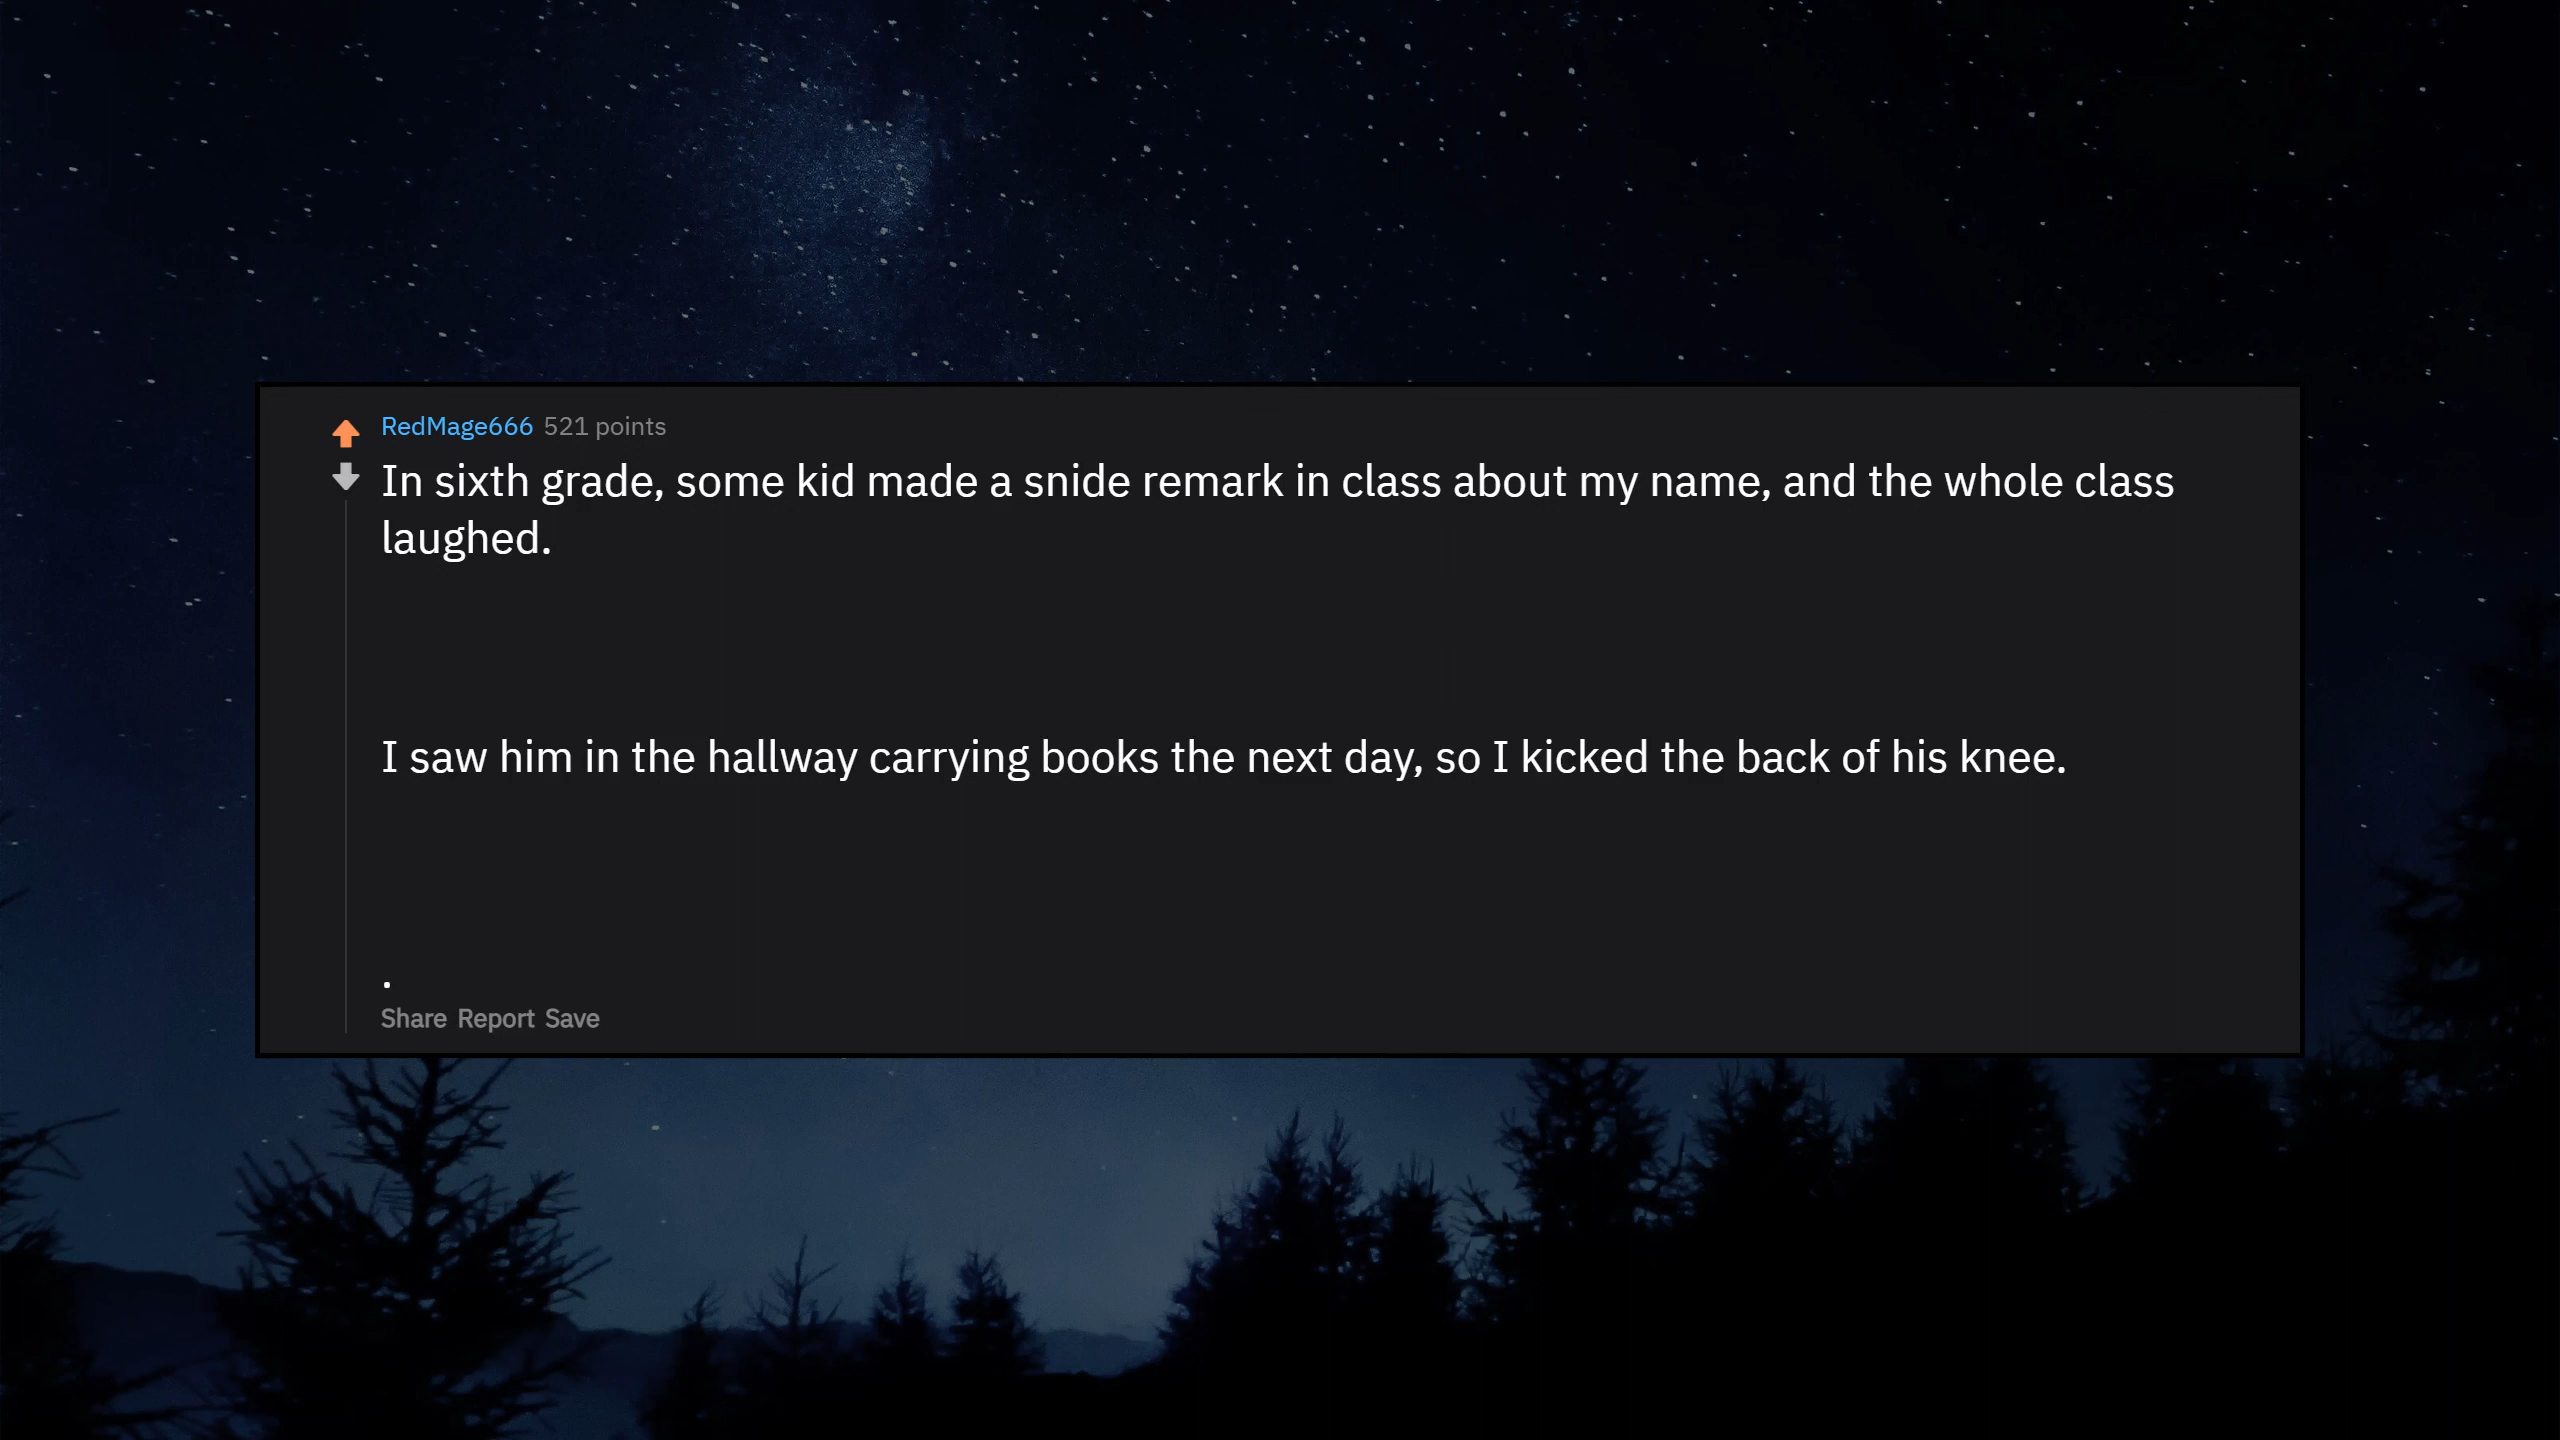 RedMage666 521 points
In sixth grade, some kid made a snide remark in class about my name, and the whole class
laughed.
I saw him in the hallway carrying books the next day, so I kicked the back of his knee.
.
Share Report Save